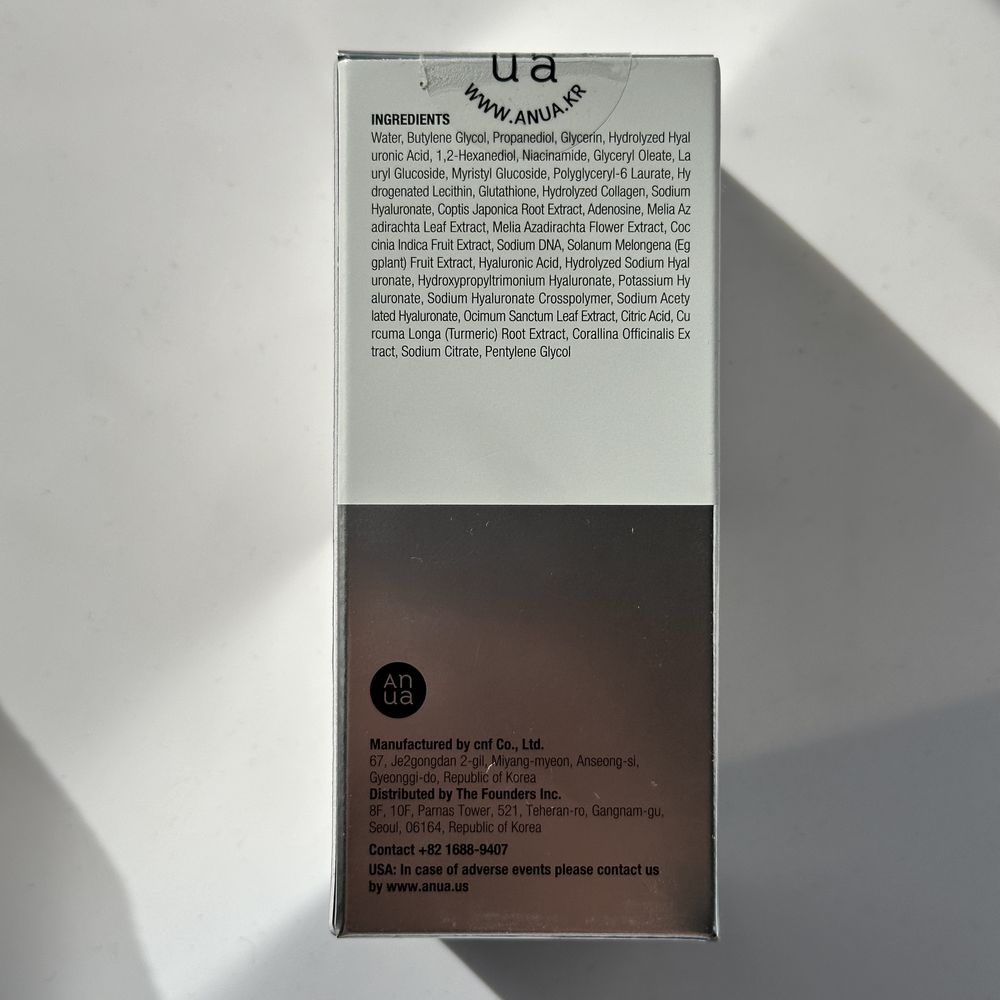 ua
WWW.ANUA.KR
INGREDIENTS
Water, Butylene Glycol, Propanediol, Glycerin, Hydrolyzed Hyal
uronic Acid, 1,2-Hexanediol, Niacinamide, Glyceryl Oleate, La
uryl Glucoside, Myristyl Glucoside, Polyglyceryl-6 Laurate, Hy
drogenated Lecithin, Glutathione, Hydrolyzed Collagen, Sodium
Hyaluronate, Coptis Japonica Root Extract, Adenosine, Melia Az
adirachta Leaf Extract, Melia Azadirachta Flower Extract, Coc
cinia Indica Fruit Extract, Sodium DNA, Solanum Melongena (Eg
gplant) Fruit Extract, Hyaluronic Acid, Hydrolyzed Sodium Hyal
uronate, Hydroxypropyltrimonium Hyaluronate, Potassium Hy
aluronate, Sodium Hyaluronate Crosspolymer, Sodium Acety
lated Hyaluronate, Ocimum Sanctum Leaf Extract, Citric Acid, Cu
rcuma Longa (Turmeric) Root Extract, Corallina Officinalis Ex
tract, Sodium Citrate, Pentylene Glycol
An
ua
Manufactured by cnf Co., Ltd.
67, Je2gongdan 2-gil, Miyang-myeon, Anseong-si,
Gyeonggi-do, Republic of Korea
Distributed by The Founders Inc.
8F, 10F, Parnas Tower, 521, Teheran-ro, Gangnam-gu,
Seoul, 06164, Republic of Korea
Contact +82 1688-9407
USA: In case of adverse events please contact us
by www.anua.us